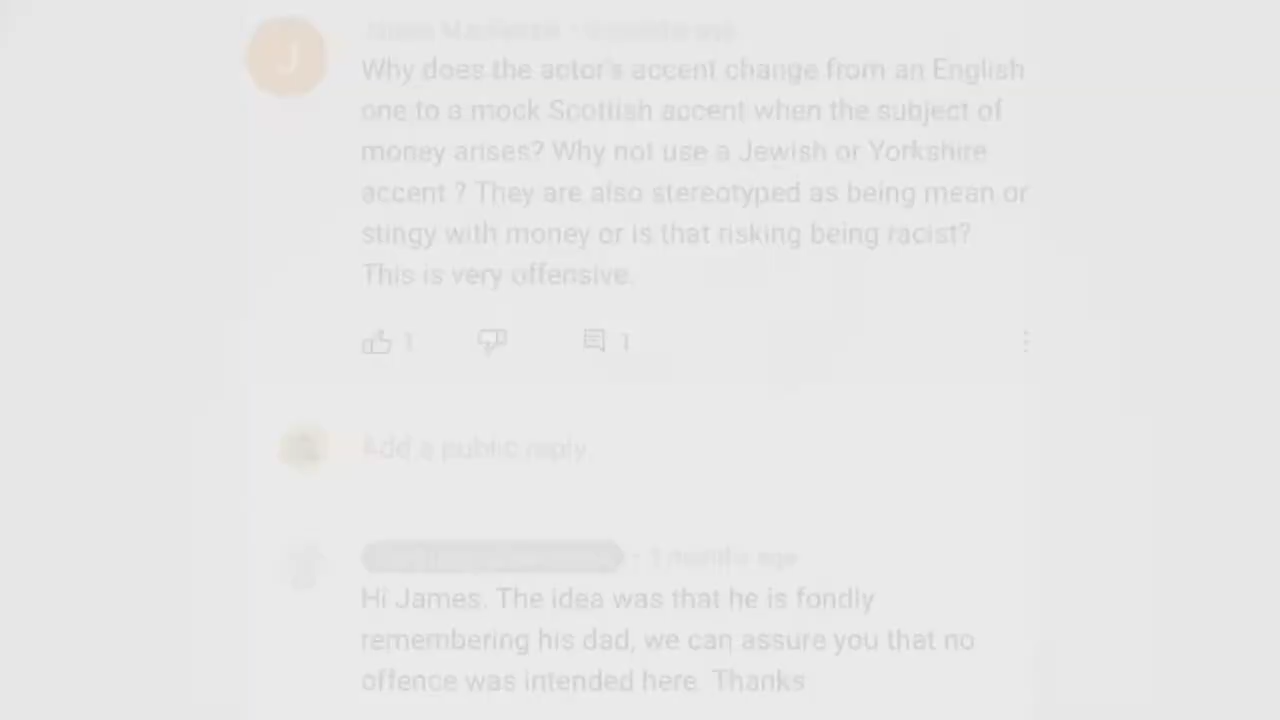 Why does the actor's accent change from an English
one to a mock Scottish accent when the subject of
money arises? Why not use a Jewish or Yorkshire
accent ? They are also stereotyped as being mean or
stingy with money or is that risking being racist?
This is very offensive.
1 1
Add a public reply.
months ago
Hi James. The idea was that he is fondly
remembering his dad, we can assure you that no
offence was intended here. Thanks